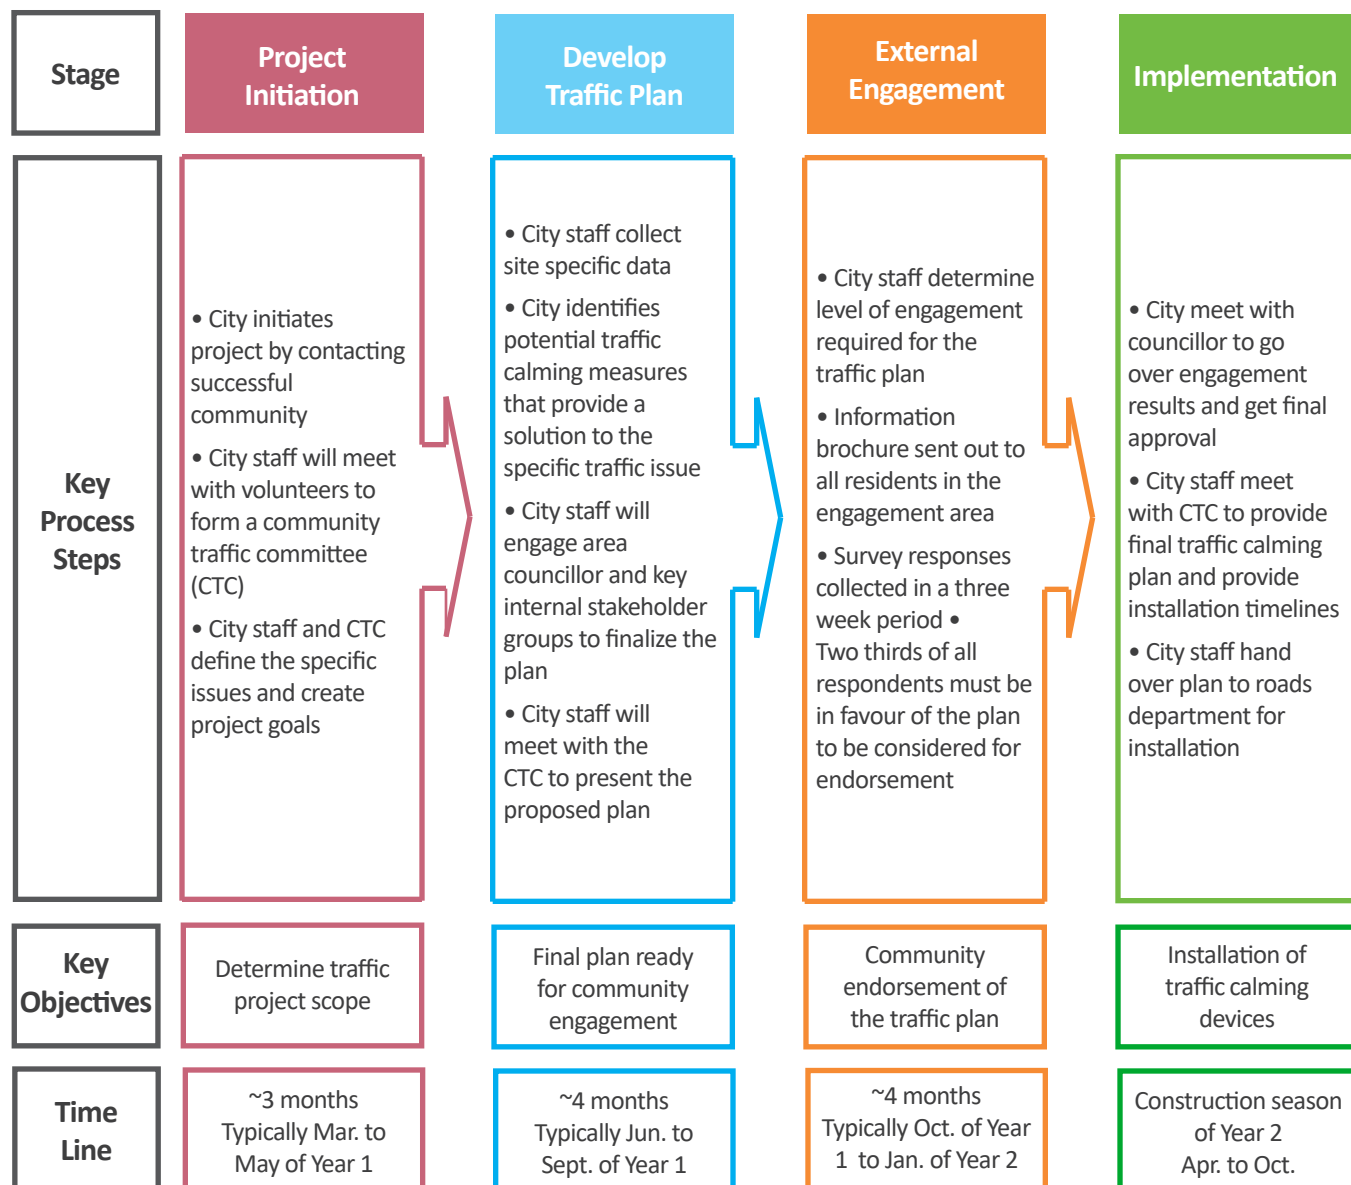 Stage
Project
Initiation
Develop
Traffic Plan
External
Engagement
Implementation
Key
Process
Steps
• City initiates
project by contacting
successful
community
• City staff will meet
with volunteers to
form a community
traffic committee
(CTC)
• City staff and CTC
define the specific
issues and create
project goals
• City staff collect
site specific data
• City identifies
potential traffic
calming measures
that provide a
solution to the
specific traffic issue
• City staff will
engage area
councillor and key
internal stakeholder
groups to finalize the
plan
• City staff will
meet with the
CTC to present the
proposed plan
• City staff determine
level of engagement
required for the
traffic plan
• Information
brochure sent out to
all residents in the
engagement area
• Survey responses
collected in a three
week period •
Two thirds of all
respondents must be
in favour of the plan
to be considered for
endorsement
• City meet with
councillor to go
over engagement
results and get final
approval
• City staff meet
with CTC to provide
final traffic calming
plan and provide
installation timelines
• City staff hand
over plan to roads
department for
installation
Key
Objectives
Determine traffic
project scope
Final plan ready
for community
engagement
Community
endorsement of
the traffic plan
Installation of
traffic calming
devices
Time
Line
~3 months
Typically Mar. to
May of Year 1
~4 months
Typically Jun. to
Sept. of Year 1
~4 months
Typically Oct. of Year
1 to Jan. of Year 2
Construction season
of Year 2
Apr. to Oct.